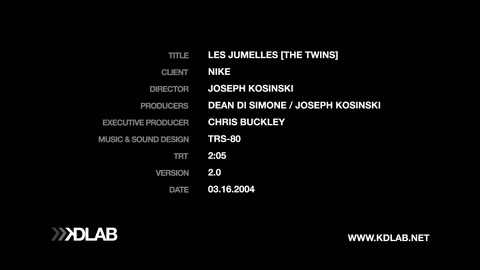 TITLE LES JUMELLES [THE TWINS]
CLIENT NIKE
DIRECTOR JOSEPH KOSINSKI
PRODUCERS DEAN DI SIMONE / JOSEPH KOSINSKI
EXECUTIVE PRODUCER CHRIS BUCKLEY
MUSIC & SOUND DESIGN TRS-80
TRT 2:05
VERSION 2.0
DATE 03.16.2004
KDLAB WWW.KDLAB.NET